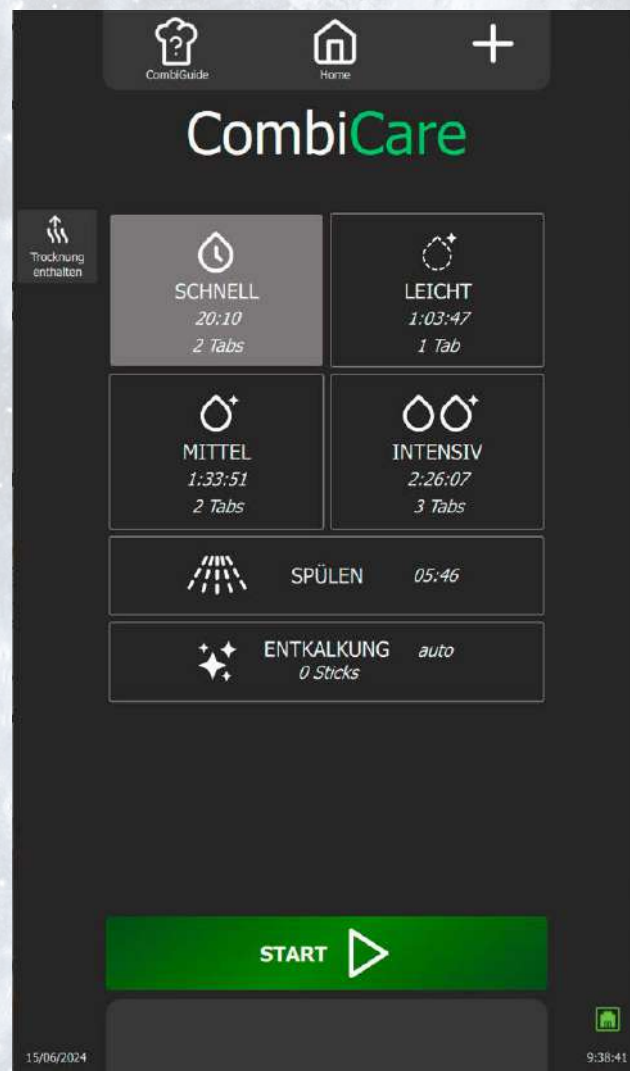 ?
CombiGuide
Home
CombiCare
Trocknung
enthalten
SCHNELL
20:10
2 Tabs
LEICHT
1:03:47
1 Tab
MITTEL
1:33:51
2 Tabs
INTENSIV
2:26:07
3 Tabs
SPÜLEN 05:46
ENTKALKUNG auto
0 Sticks
START
15/06/2024
9:38:41